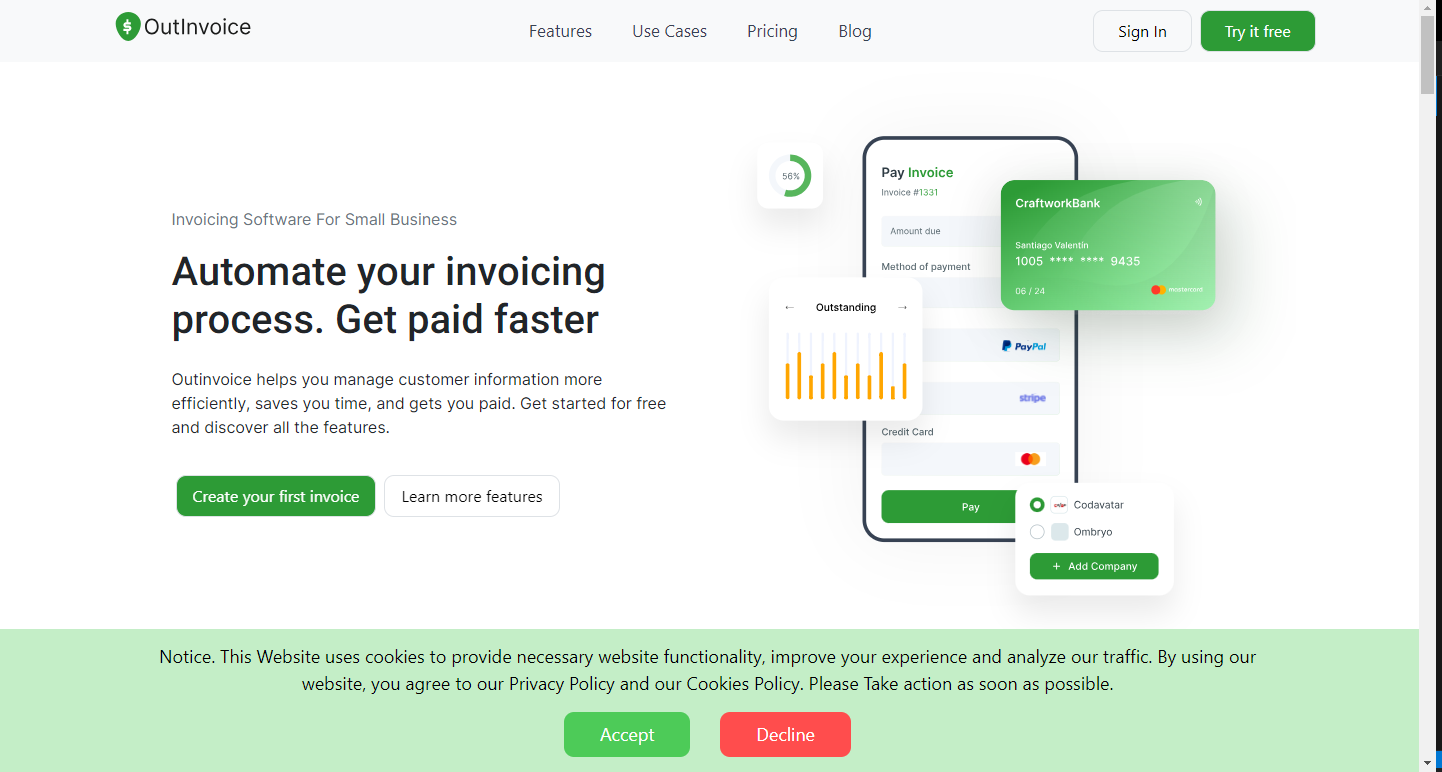 OutInvoice
Features
Use Cases
Pricing
Blog
Sign In
Try it free
Invoicing Software For Small Business
Automate your invoicing
process. Get paid faster
Outinvoice helps you manage customer information more
efficiently, saves you time, and gets you paid. Get started for free
and discover all the features.
Create your first invoice
Learn more features
56%
Pay Invoice
Invoice #1331
Amount due
Method of payment
CraftworkBank
Santiago Valentín
1005 **** **** 9435
06 / 24
mastercard
← Outstanding →
PayPal
stripe
Credit Card
Pay
Codavatar
Ombryo
+ Add Company
Notice. This Website uses cookies to provide necessary website functionality, improve your experience and analyze our traffic. By using our
website, you agree to our Privacy Policy and our Cookies Policy. Please Take action as soon as possible.
Accept
Decline